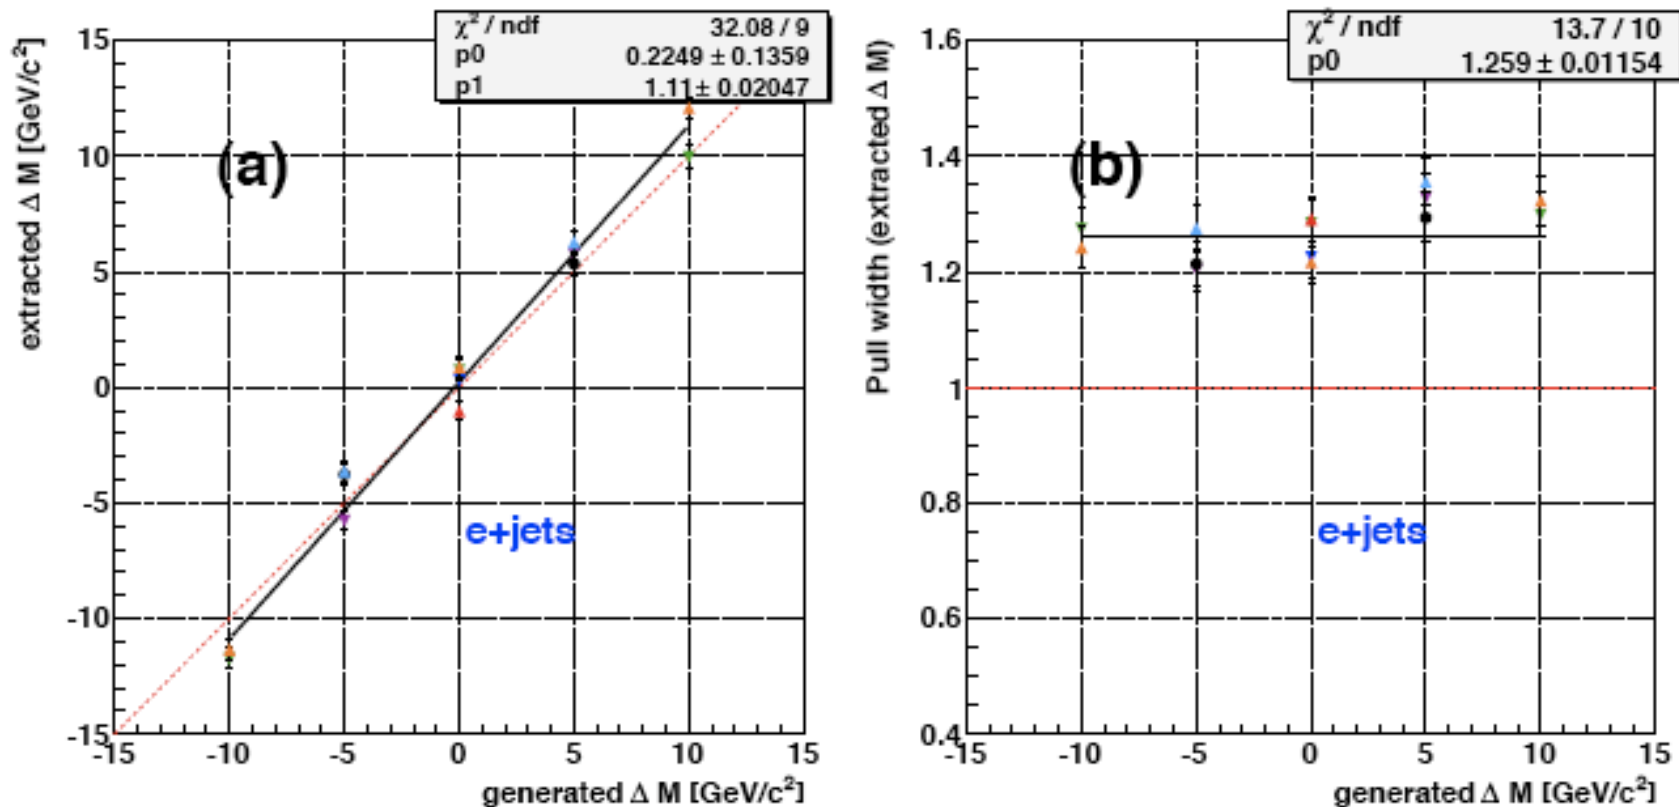 χ² / ndf 32.08 / 9
p0 0.2249 ± 0.1359
p1 1.11 ± 0.02047
extracted Δ M [GeV/c²]
(a)
e+jets
15
10
5
0
-5
-10
-15
-15 -10 -5 0 5 10 15
generated Δ M [GeV/c²]
χ² / ndf 13.7 / 10
p0 1.259 ± 0.01154
Pull width (extracted Δ M)
(b)
e+jets
1.6
1.4
1.2
1
0.8
0.6
0.4
-15 -10 -5 0 5 10 15
generated Δ M [GeV/c²]